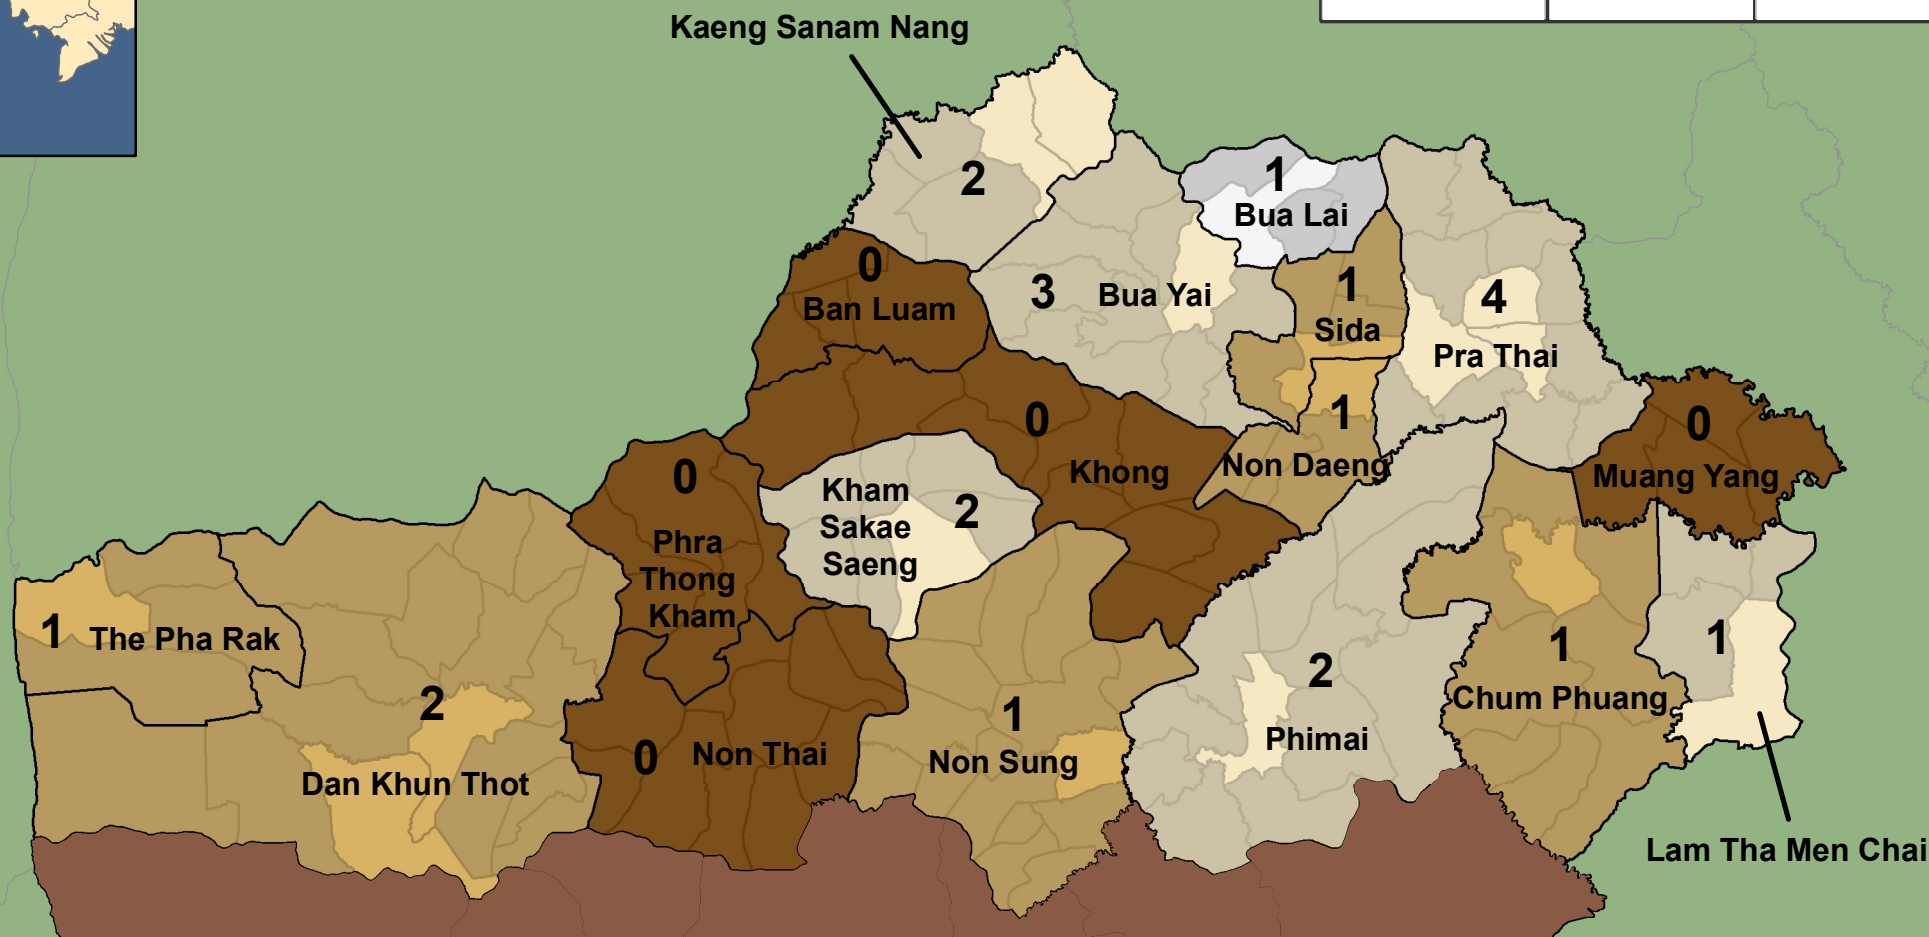 Kaeng Sanam Nang
2
1
Bua Lai
0
Ban Luam
3
Bua Yai
1
Sida
4
Pra Thai
0
Khong
1
Non Daeng
0
Muang Yang
0
Phra
Thong
Kham
Kham
Sakae
Saeng
2
1
The Pha Rak
2
Dan Khun Thot
0
Non Thai
1
Non Sung
2
Phimai
1
Chum Phuang
1
Lam Tha Men Chai